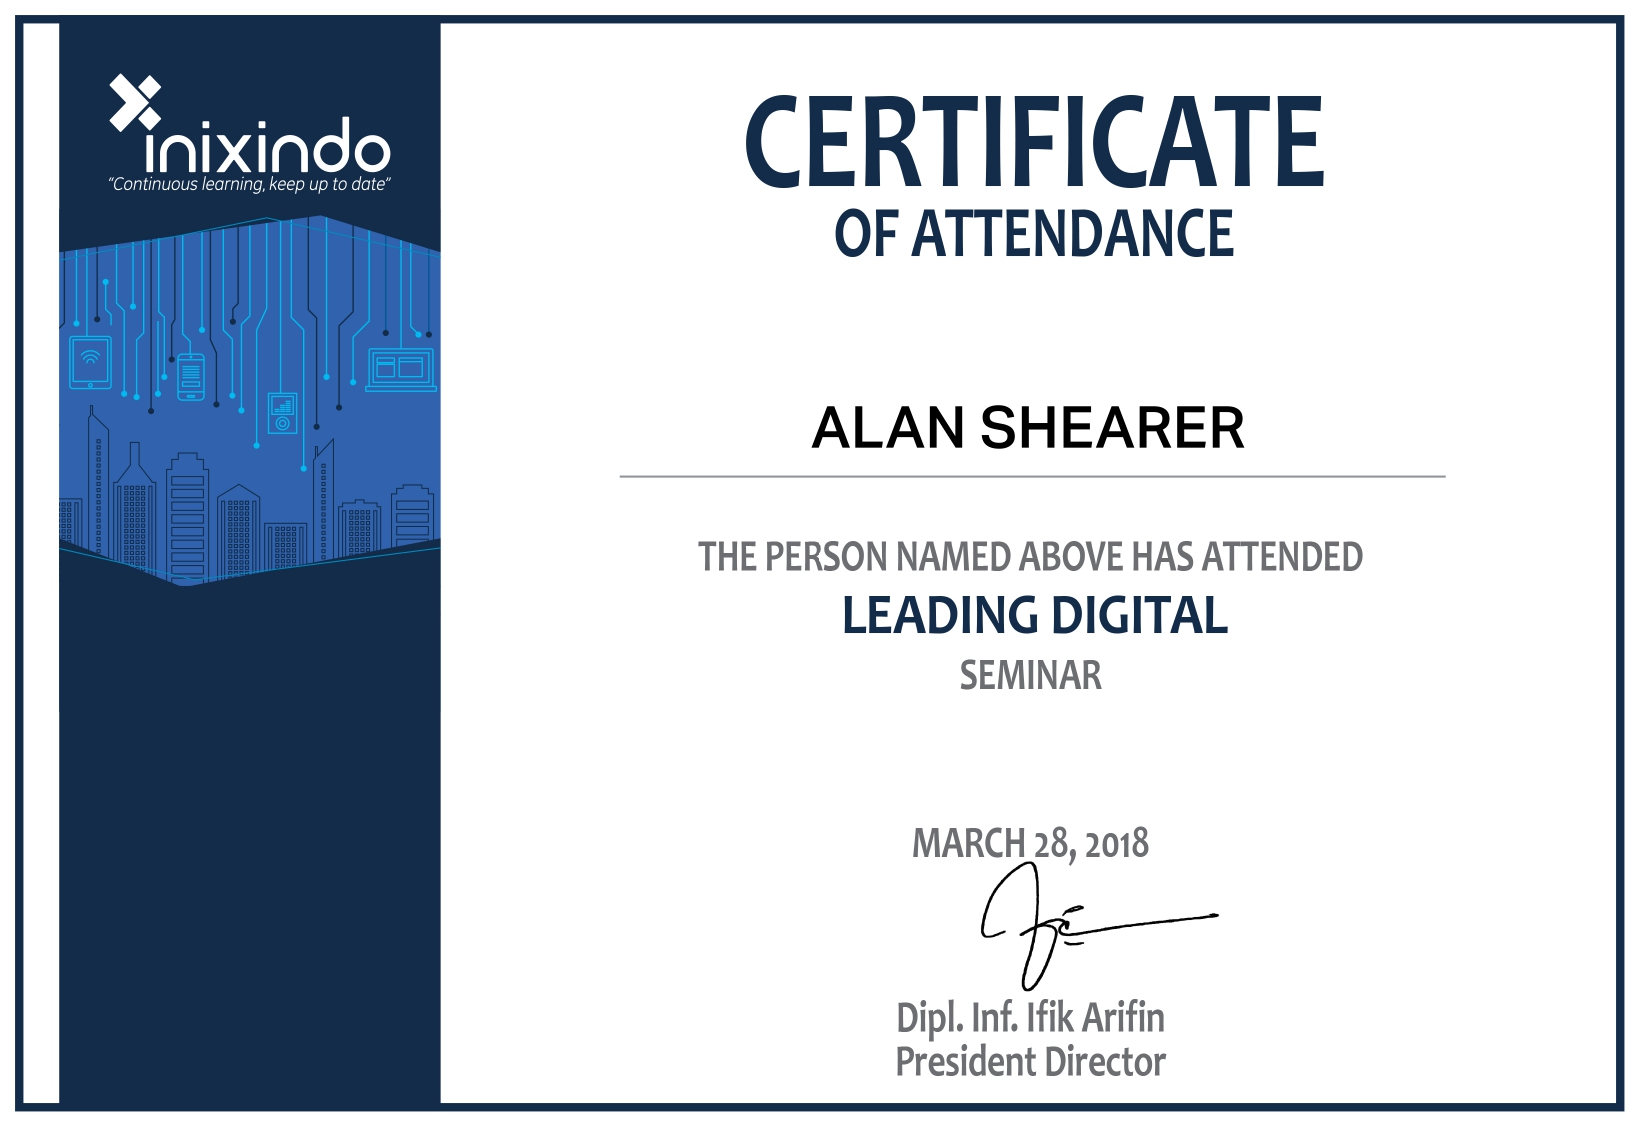 inixindo
"Continuous learning, keep up to date"
CERTIFICATE
OF ATTENDANCE
ALAN SHEARER
THE PERSON NAMED ABOVE HAS ATTENDED
LEADING DIGITAL
SEMINAR
MARCH 28, 2018
Dipl. Inf. Ifik Arifin
President Director